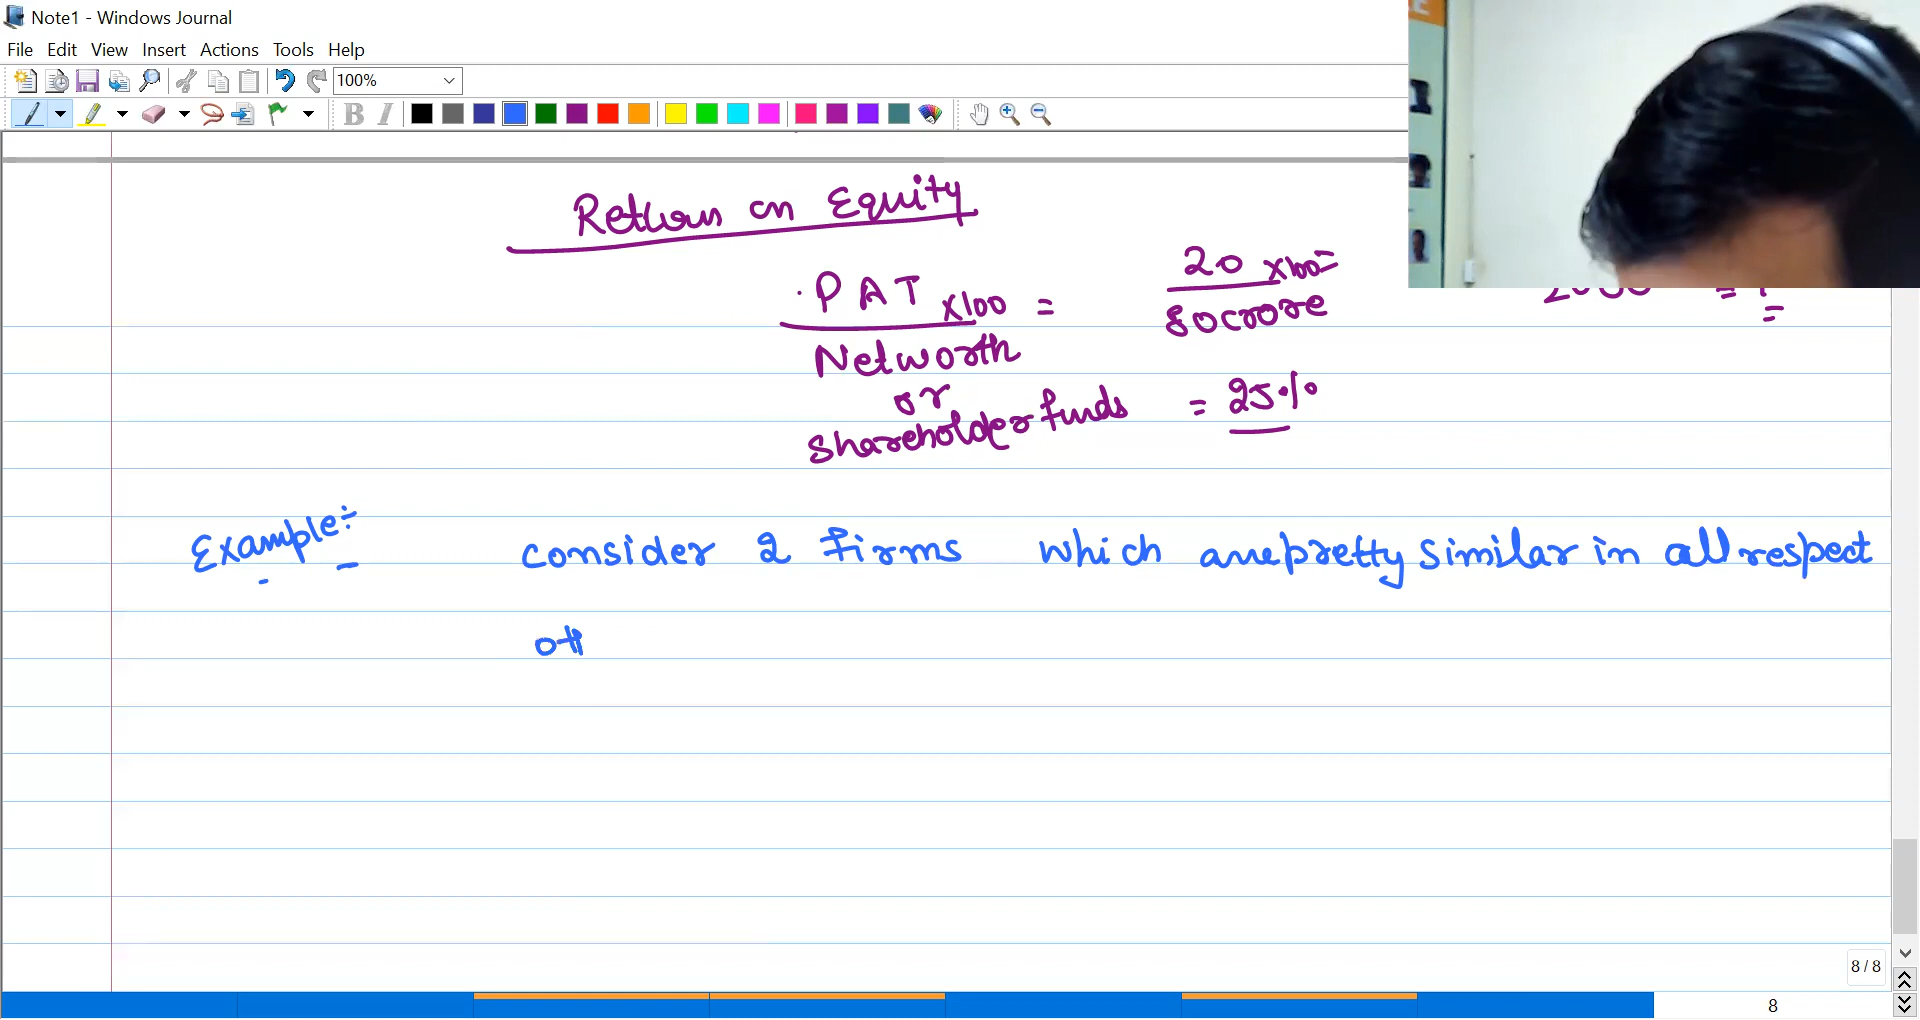 Note1 - Windows Journal
File Edit View Insert Actions Tools Help
100%
B I
Return on Equity
PAT x100 = 20 x100=
Networth 80crore
or
shareholder funds = 25%
Example:- consider 2 firms which are pretty similar in all respect
oth
8 / 8
8